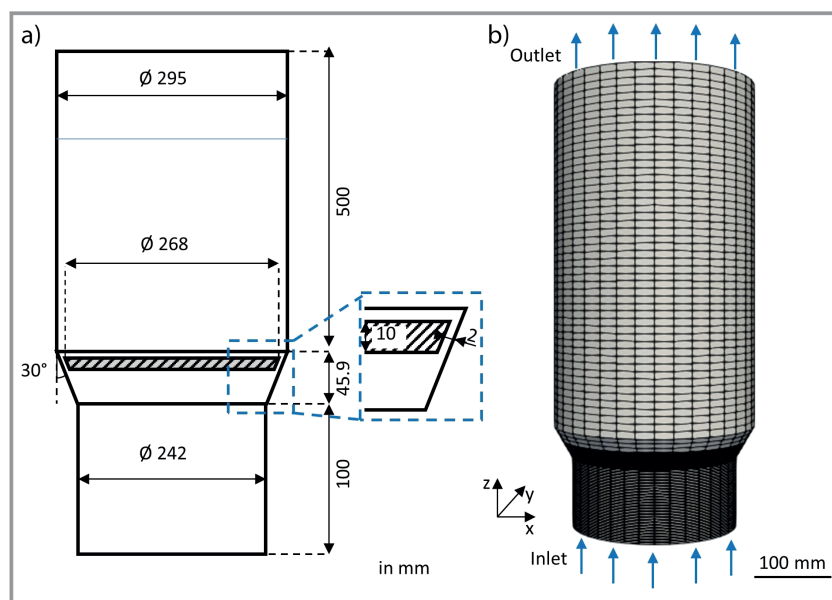 a)
Ø 295
500
Ø 268
10
2
30°
45.9
Ø 242
100
in mm
b)
Outlet
z
y
x
Inlet
100 mm